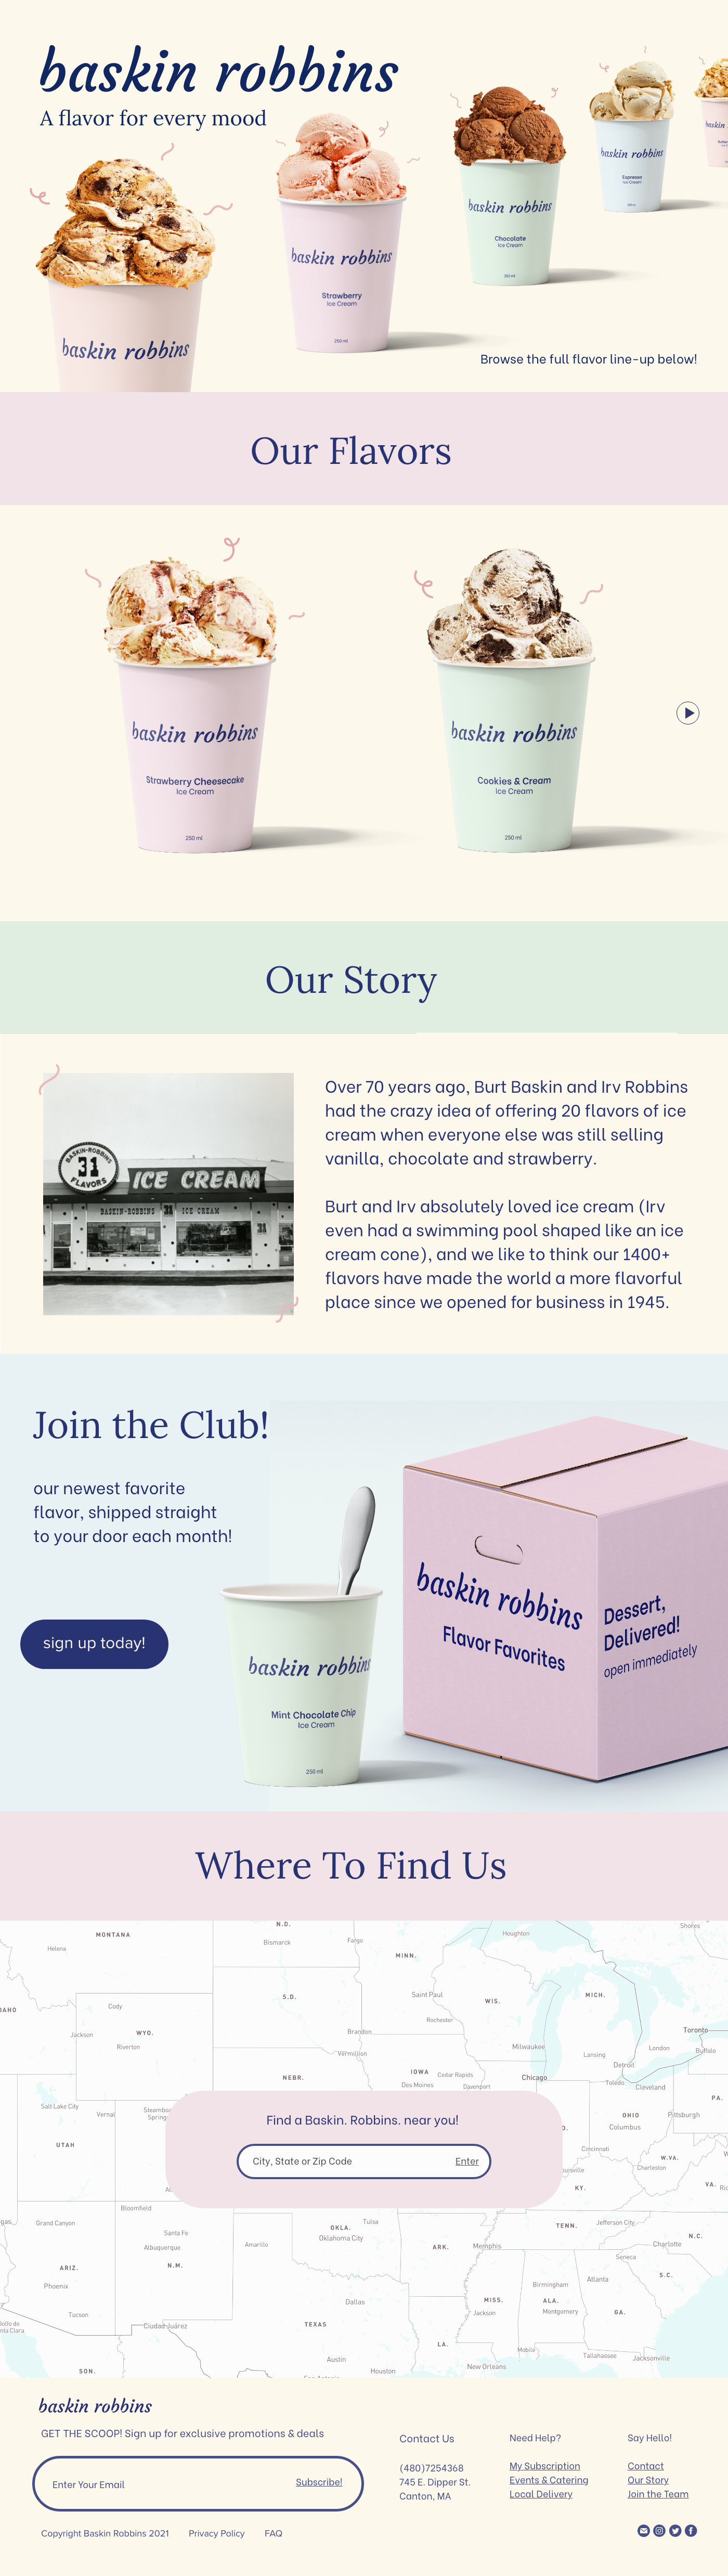 baskin robbins
A flavor for every mood
baskin robbins
baskin robbins
Strawberry
Ice Cream
250 ml
baskin robbins
Chocolate
Ice Cream
250 ml
baskin robbins
Espresso
Ice Cream
baskin
Browse the full flavor line-up below!
Our Flavors
baskin robbins
Strawberry Cheesecake
Ice Cream
250 ml
baskin robbins
Cookies & Cream
Ice Cream
250 ml
Our Story
BASKIN-ROBBINS
31
FLAVORS
ICE CREAM
BASKIN-ROBBINS 31 ICE CREAM 31
Over 70 years ago, Burt Baskin and Irv Robbins
had the crazy idea of offering 20 flavors of ice
cream when everyone else was still selling
vanilla, chocolate and strawberry.
Burt and Irv absolutely loved ice cream (Irv
even had a swimming pool shaped like an ice
cream cone), and we like to think our 1400+
flavors have made the world a more flavorful
place since we opened for business in 1945.
Join the Club!
our newest favorite
flavor, shipped straight
to your door each month!
sign up today!
baskin robbins
Mint Chocolate Chip
Ice Cream
250 ml
baskin robbins
Flavor Favorites
Dessert,
Delivered!
open immediately
Where To Find Us
N.D.
Shores
MONTANA
Houghton
Helena
Bismarck
Fargo
MINN.
S.D.
Saint Paul
WIS.
MICH.
Cody
Rochester
WYO.
Jackson
Brandon
Toronto
Riverton
Vermillion
Milwaukee
Lansing
London
Buffalo
Detroit
NEBR.
IOWA
Cedar Rapids
Chicago
Toledo
Des Moines
Davenport
Cleveland
PA.
Salt Lake City
Vernal
Steamboat
Springs
OHIO
Pittsburgh
Columbus
UTAH
Cincinnati
W.VA.
Charleston
KY.
VA.
Find a Baskin. Robbins. near you!
City, State or Zip Code
Enter
Bloomfield
Grand Canyon
Santa Fe
Albuquerque
N.M.
Amarillo
OKLA.
Tulsa
Oklahoma City
ARK.
Memphis
TENN.
Jefferson City
N.C.
Charlotte
Seneca
S.C.
ARIZ.
Phoenix
Tucson
Ciudad Juárez
Dallas
TEXAS
MISS.
Jackson
Birmingham
ALA.
Montgomery
Atlanta
GA.
LA.
Mobile
Tallahassee
Jacksonville
Austin
Houston
New Orleans
SON.
San Antonio
baskin robbins
GET THE SCOOP! Sign up for exclusive promotions & deals
Enter Your Email
Subscribe!
Copyright Baskin Robbins 2021
Privacy Policy
FAQ
Contact Us
(480)7254368
745 E. Dipper St.
Canton, MA
Need Help?
My Subscription
Events & Catering
Local Delivery
Say Hello!
Contact
Our Story
Join the Team